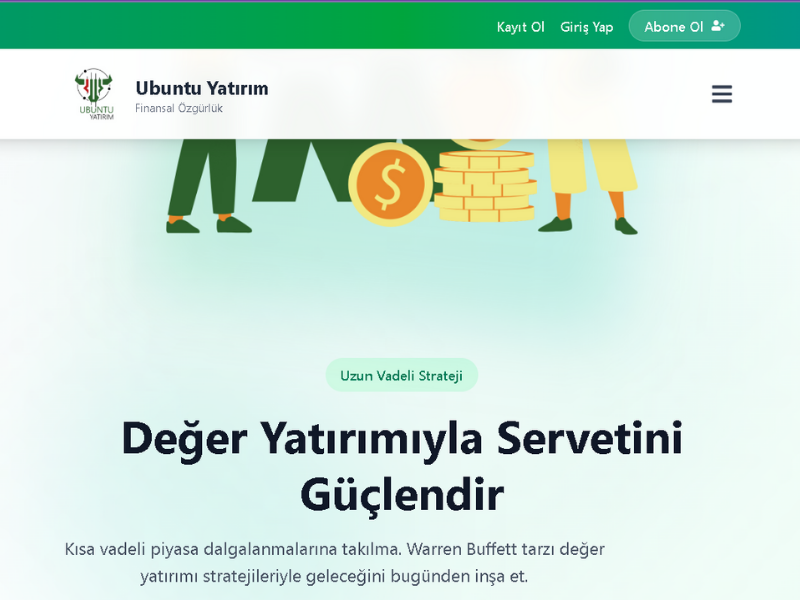 Kayıt Ol Giriş Yap Abone Ol
UBUNTU
YATIRIM
Ubuntu Yatırım
Finansal Özgürlük
$
Uzun Vadeli Strateji
Değer Yatırımıyla Servetini
Güçlendir
Kısa vadeli piyasa dalgalanmalarına takılma. Warren Buffett tarzı değer
yatırımı stratejileriyle geleceğini bugünden inşa et.